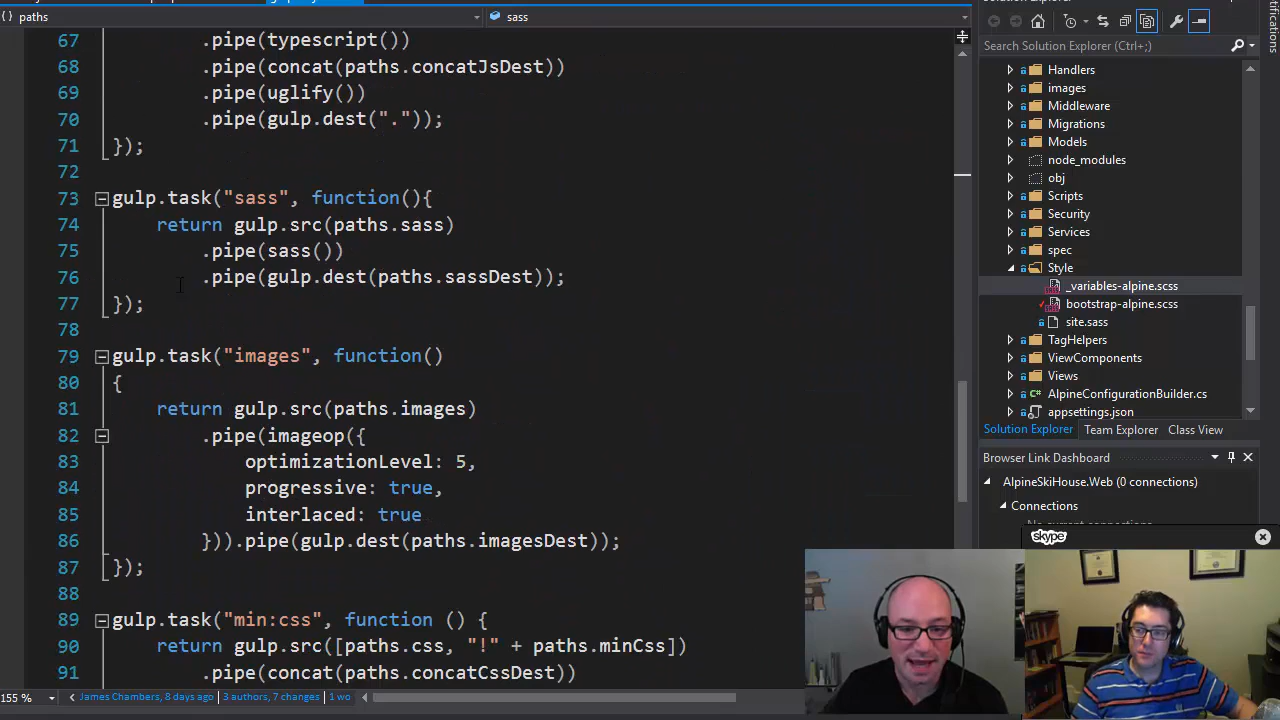 paths
sass
67 .pipe(typescript())
68 .pipe(concat(paths.concatJsDest))
69 .pipe(uglify())
70 .pipe(gulp.dest("."));
71 });
72
73 gulp.task("sass", function(){
74 return gulp.src(paths.sass)
75 .pipe(sass())
76 .pipe(gulp.dest(paths.sassDest));
77 });
78
79 gulp.task("images", function()
80 {
81 return gulp.src(paths.images)
82 .pipe(imageop({
83 optimizationLevel: 5,
84 progressive: true,
85 interlaced: true
86 })).pipe(gulp.dest(paths.imagesDest));
87 });
88
89 gulp.task("min:css", function () {
90 return gulp.src([paths.css, "!" + paths.minCss])
91 .pipe(concat(paths.concatCssDest))
155 %
James Chambers, 8 days ago | 3 authors, 7 changes | 1 wo
Search Solution Explorer (Ctrl+;)
Handlers
images
Middleware
Migrations
Models
node_modules
obj
Scripts
Security
Services
spec
Style
_variables-alpine.scss
bootstrap-alpine.scss
site.sass
TagHelpers
ViewComponents
Views
AlpineConfigurationBuilder.cs
appsettings.json
Solution Explorer Team Explorer Class View
Browser Link Dashboard
AlpineSkiHouse.Web (0 connections)
Connections
skype